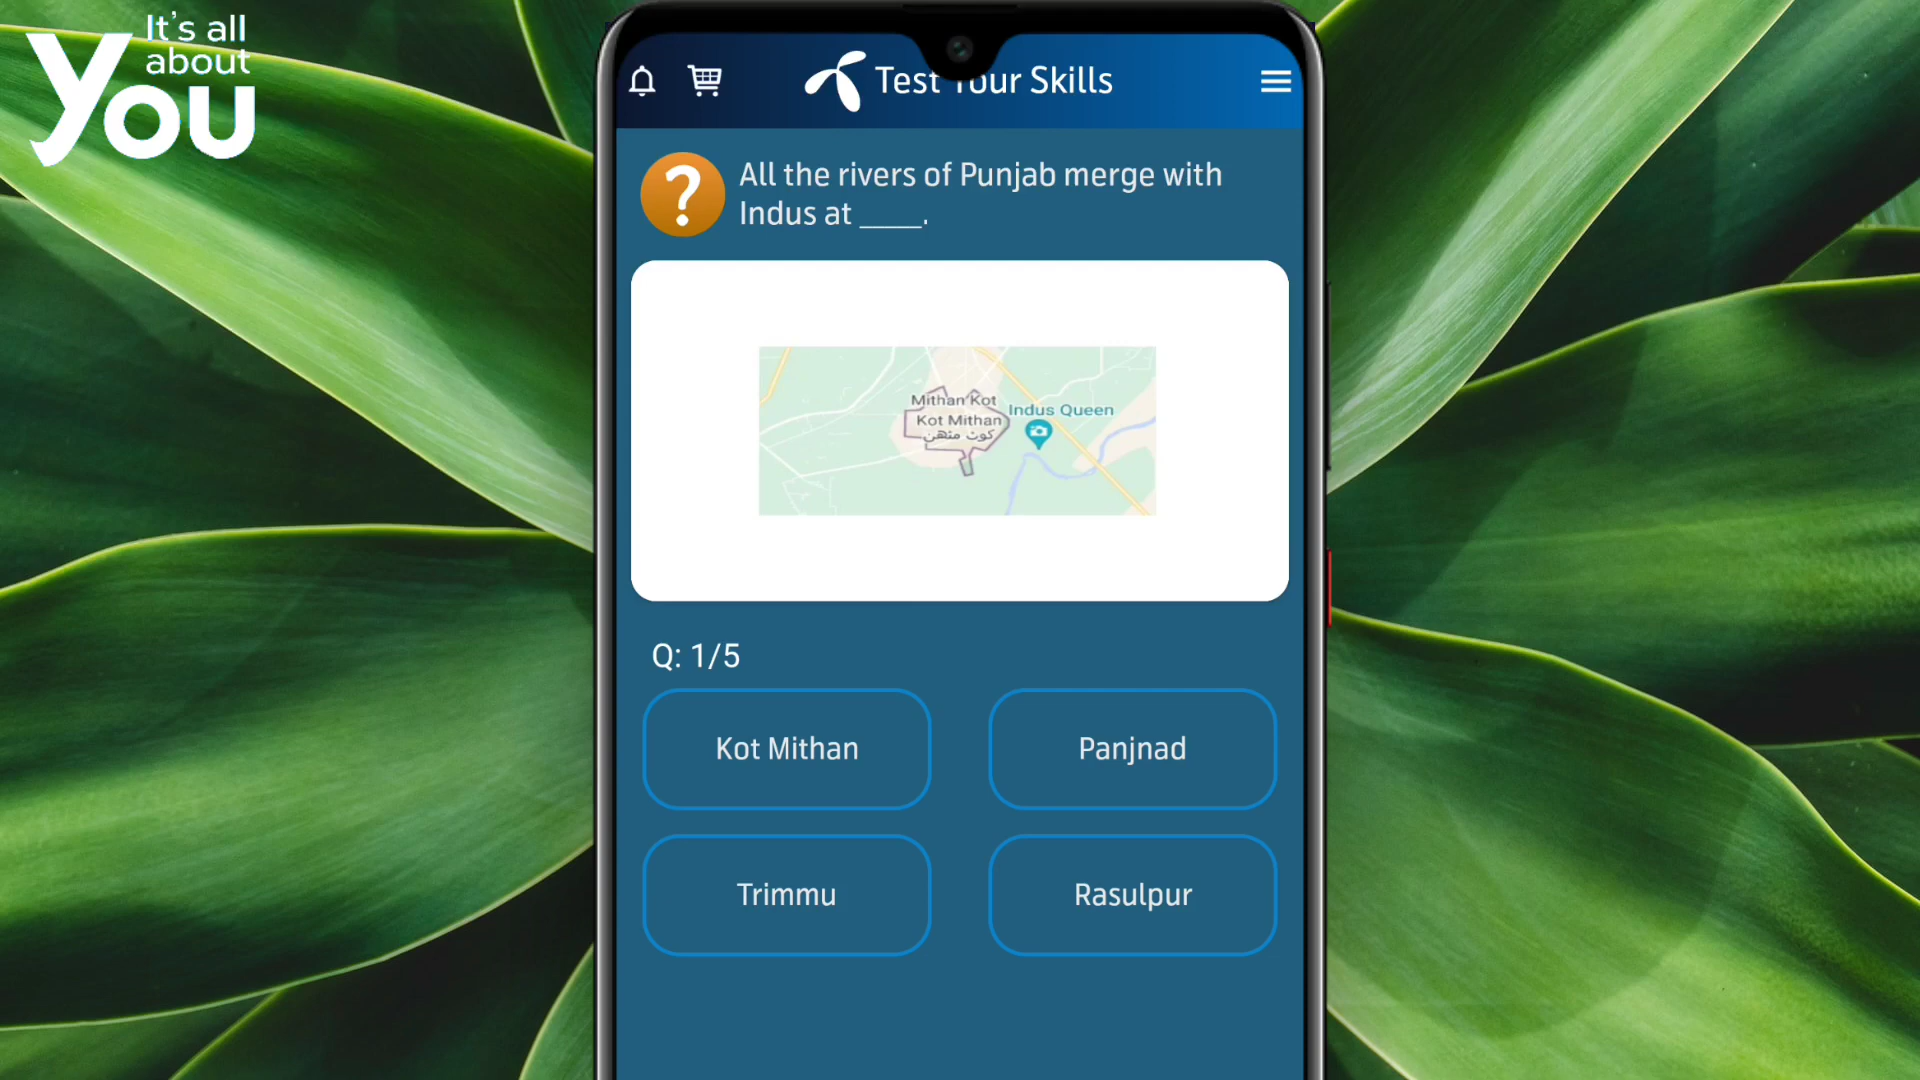 It's all
about
you
Test Your Skills
All the rivers of Punjab merge with
Indus at ____.
Mithan Kot
Kot Mithan
کوٹ مٹھن
Indus Queen
Q: 1/5
Kot Mithan
Panjnad
Trimmu
Rasulpur